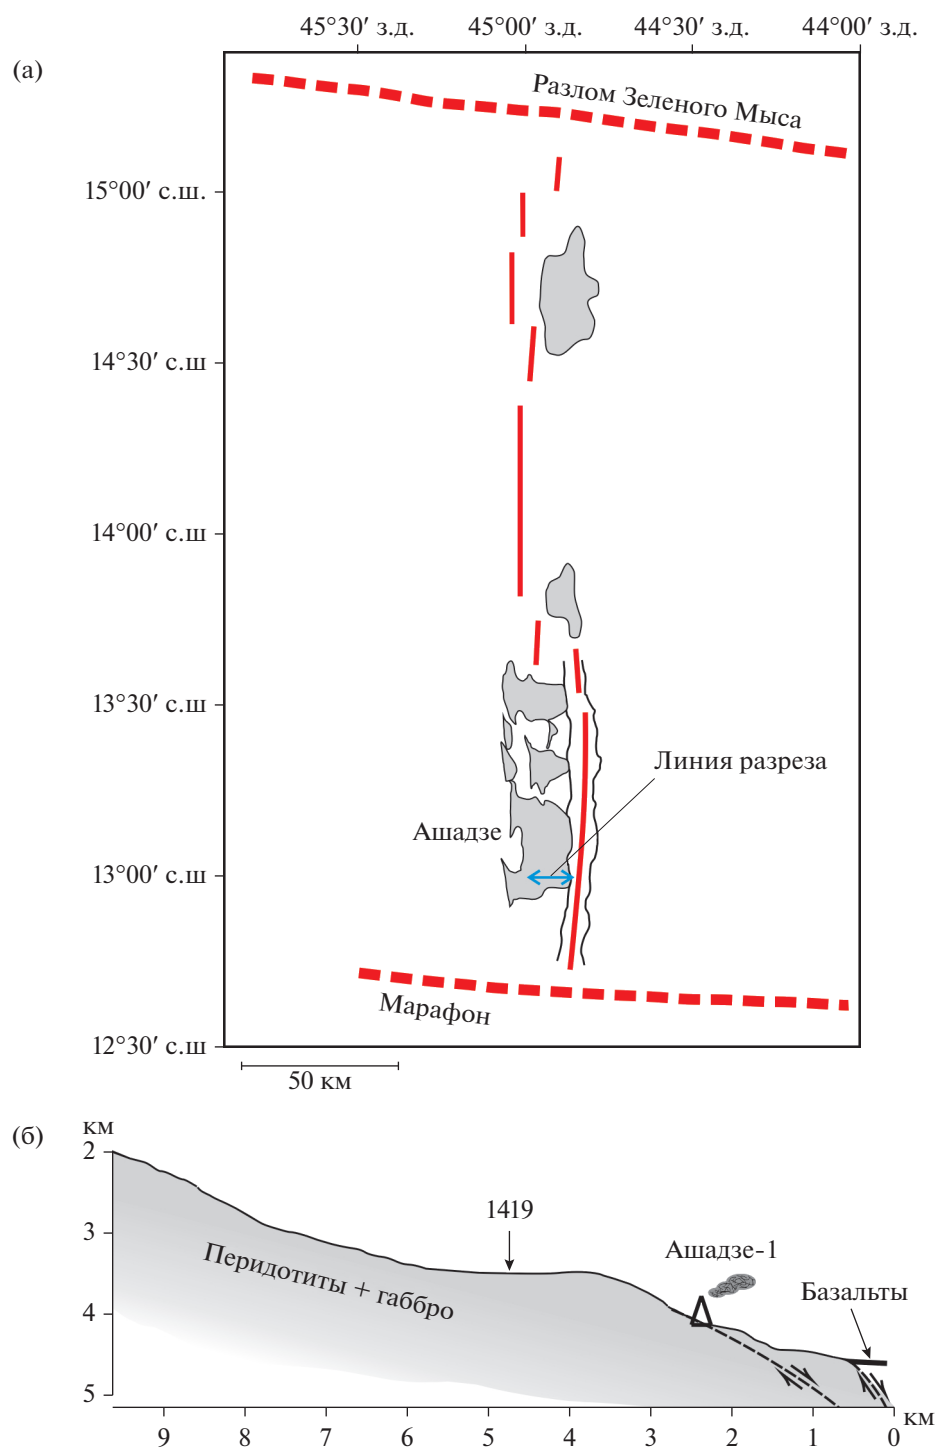 (а)
45°30′ з.д. 45°00′ з.д. 44°30′ з.д. 44°00′ з.д.
Разлом Зеленого Мыса
15°00′ с.ш.
14°30′ с.ш
14°00′ с.ш
13°30′ с.ш
Линия разреза
Ашадзе
13°00′ с.ш
Марафон
12°30′ с.ш
50 км
(б)
км
2
3
4
5
1419
Ашадзе-1
Базальты
Перидотиты + габбро
9 8 7 6 5 4 3 2 1 0
км